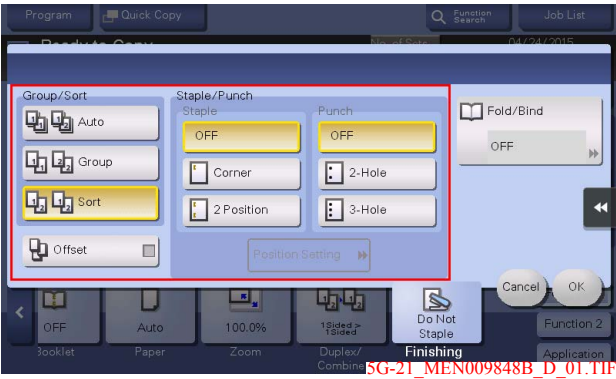 Program
Quick Copy
Function Search
Job List
Ready to Copy
No. of Sets
04/24/2015
Group/Sort
Staple/Punch
Staple
Punch
Fold/Bind
Auto
OFF
OFF
OFF
Group
Corner
2-Hole
Sort
2 Position
3-Hole
Offset
Position Setting
Cancel
OK
OFF
Auto
100.0%
1Sided >
1Sided
Do Not
Staple
Function 2
Booklet
Paper
Zoom
Duplex/
Combine
Finishing
Application
5G-21_MEN009848B_D_01.TIF